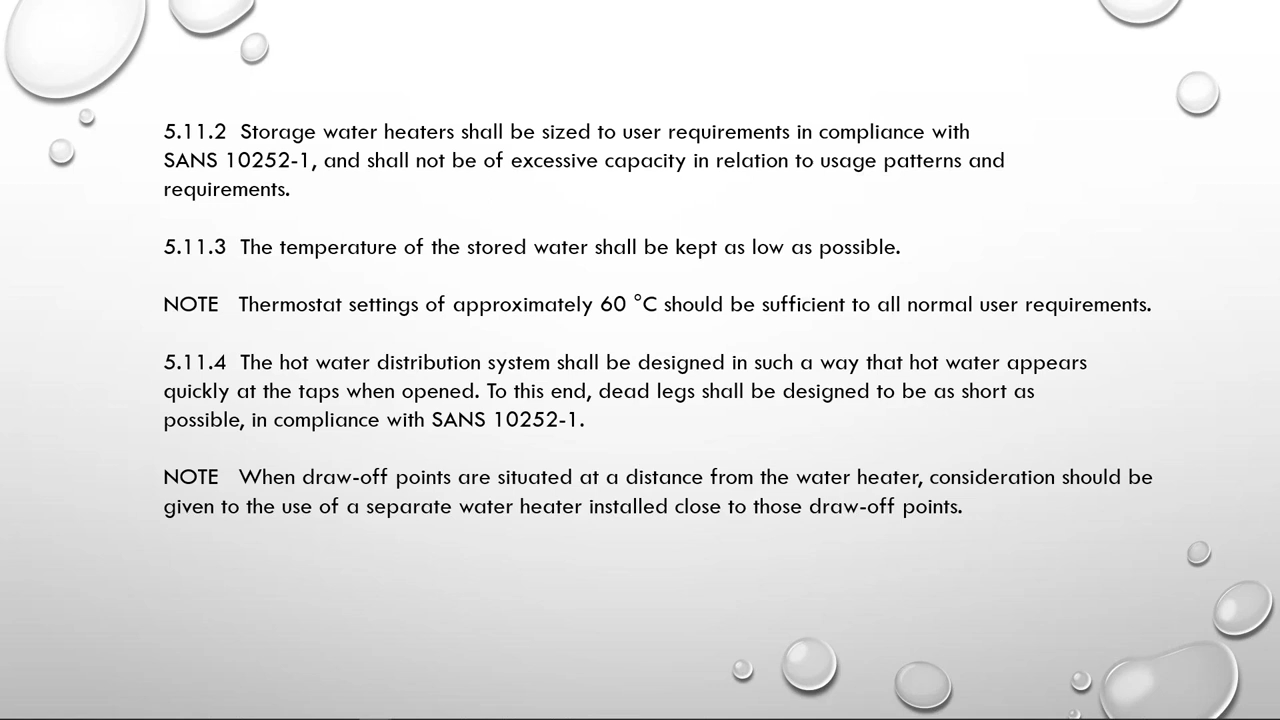 5.11.2 Storage water heaters shall be sized to user requirements in compliance with
SANS 10252-1, and shall not be of excessive capacity in relation to usage patterns and
requirements.
5.11.3 The temperature of the stored water shall be kept as low as possible.
NOTE Thermostat settings of approximately 60 °C should be sufficient to all normal user requirements.
5.11.4 The hot water distribution system shall be designed in such a way that hot water appears
quickly at the taps when opened. To this end, dead legs shall be designed to be as short as
possible, in compliance with SANS 10252-1.
NOTE When draw-off points are situated at a distance from the water heater, consideration should be
given to the use of a separate water heater installed close to those draw-off points.